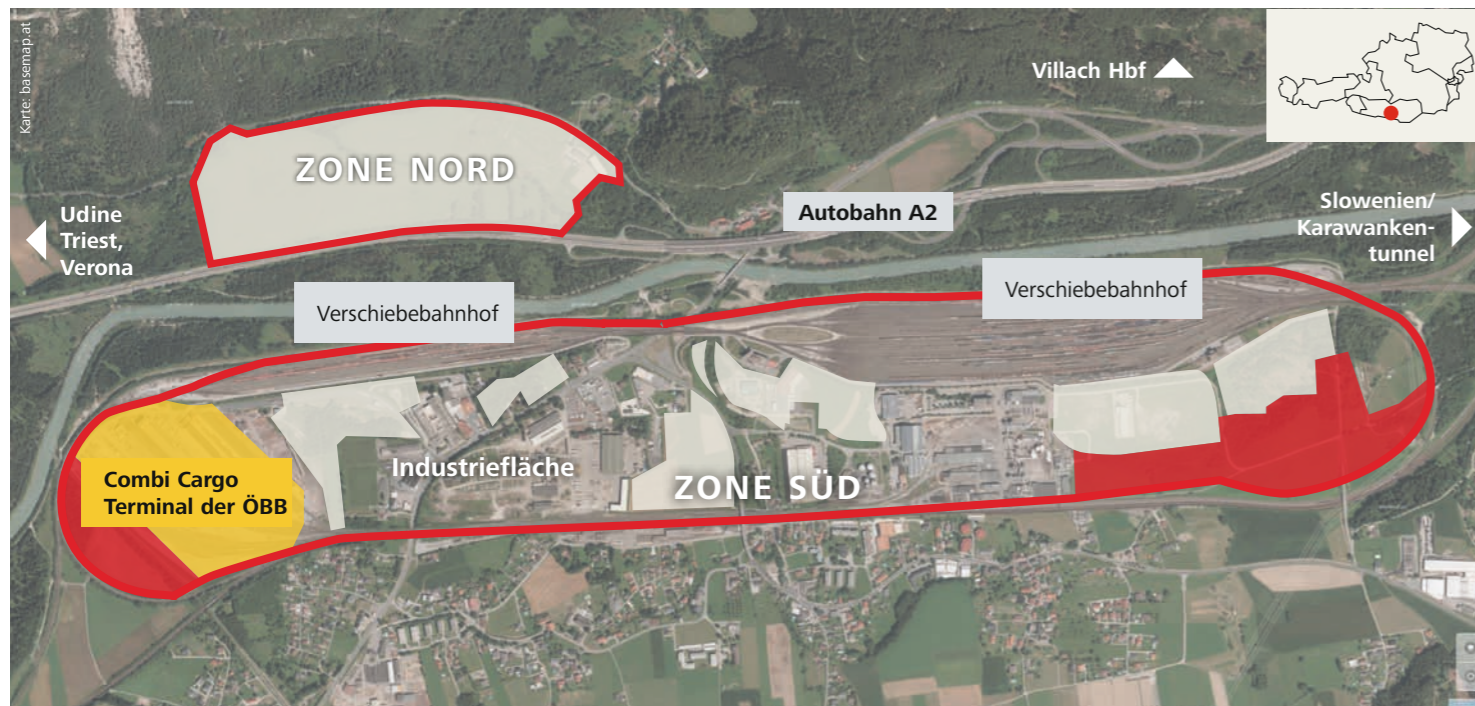 Karte: basemap.at
Villach Hbf
ZONE NORD
Autobahn A2
Udine
Triest,
Verona
Slowenien/
Karawanken-
tunnel
Verschiebebahnhof
Verschiebebahnhof
Industriefläche
Combi Cargo
Terminal der ÖBB
ZONE SÜD